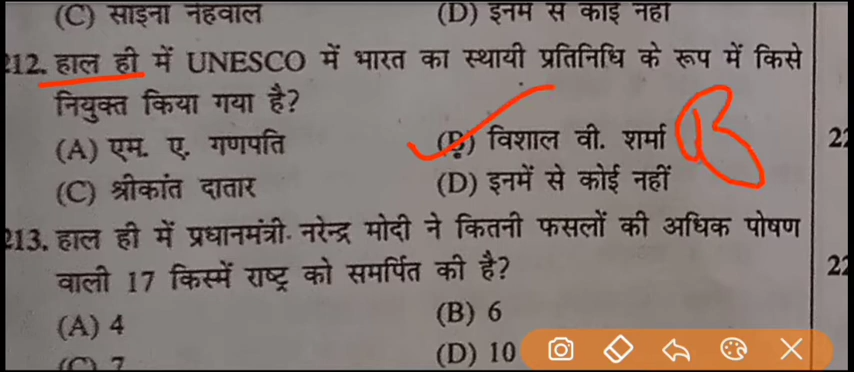 (C) साइना नेहवाल (D) इनमें से कोई नहीं
212. हाल ही में UNESCO में भारत का स्थायी प्रतिनिधि के रूप में किसे
नियुक्त किया गया है?
(A) एम. ए. गणपति (B) विशाल वी. शर्मा B
(C) श्रीकांत दातार (D) इनमें से कोई नहीं
213. हाल ही में प्रधानमंत्री नरेन्द्र मोदी ने कितनी फसलों की अधिक पोषण
वाली 17 किस्में राष्ट्र को समर्पित की है?
(A) 4 (B) 6
(C) 7 (D) 10